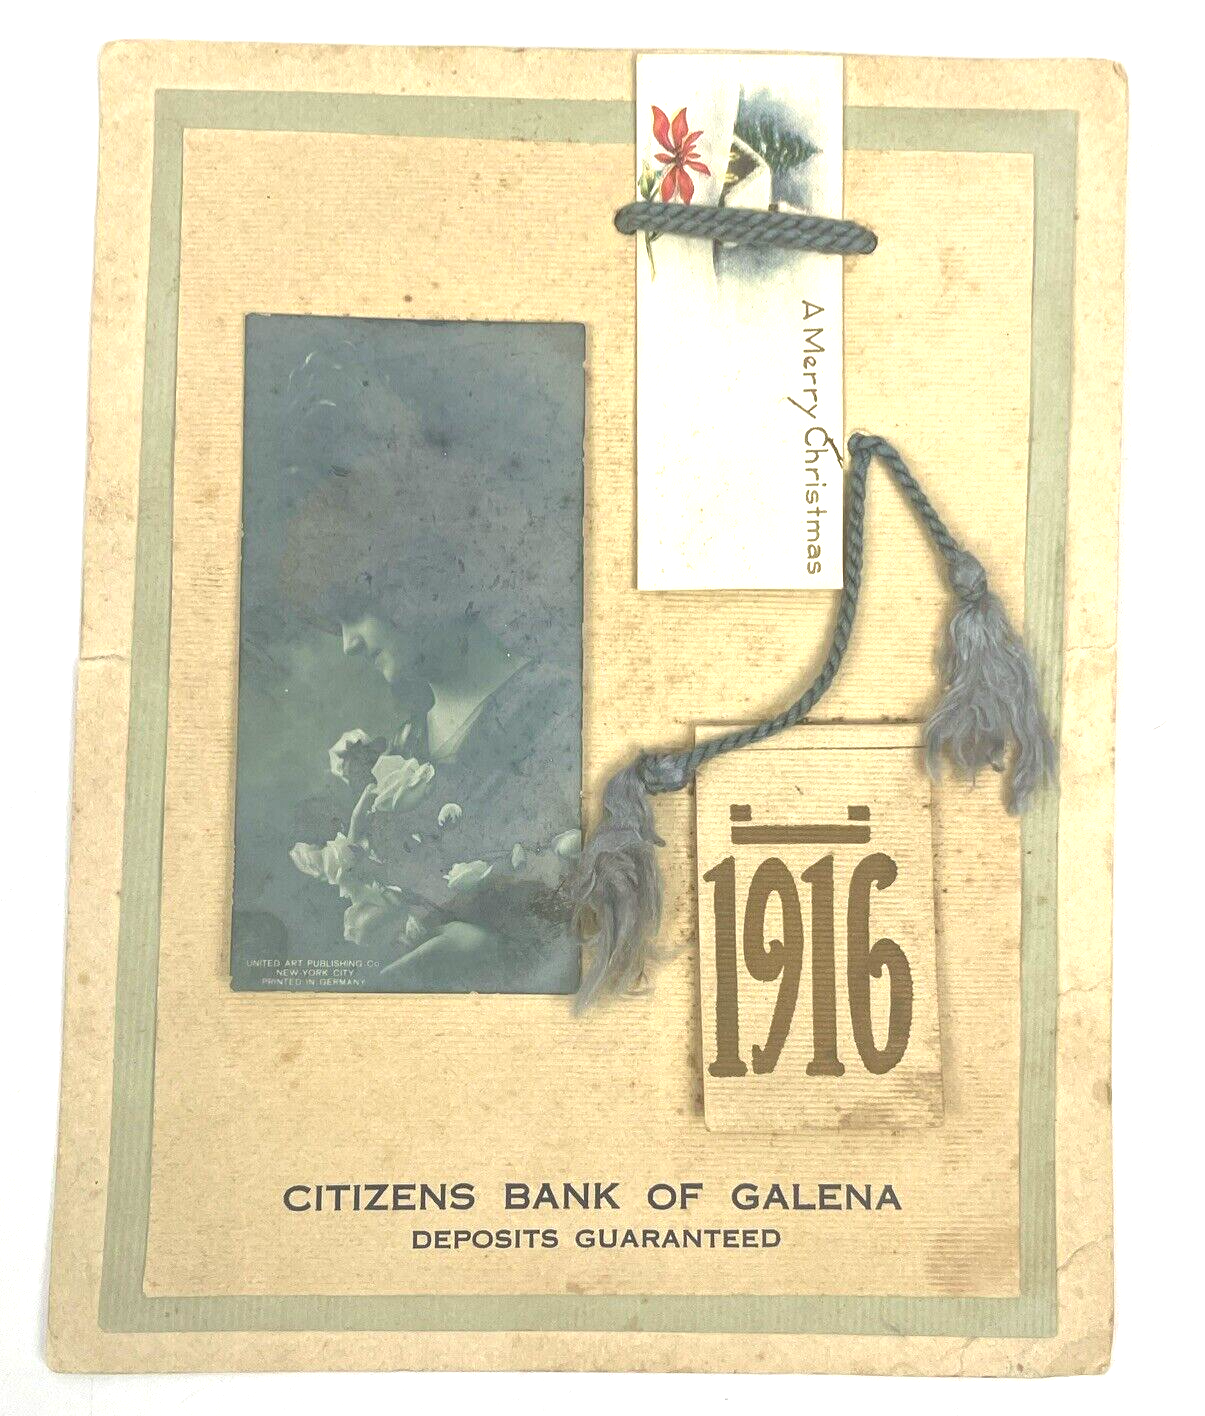 A Merry Christmas
UNITED ART PUBLISHING Co
NEW YORK CITY
PRINTED IN GERMANY
1916
CITIZENS BANK OF GALENA
DEPOSITS GUARANTEED